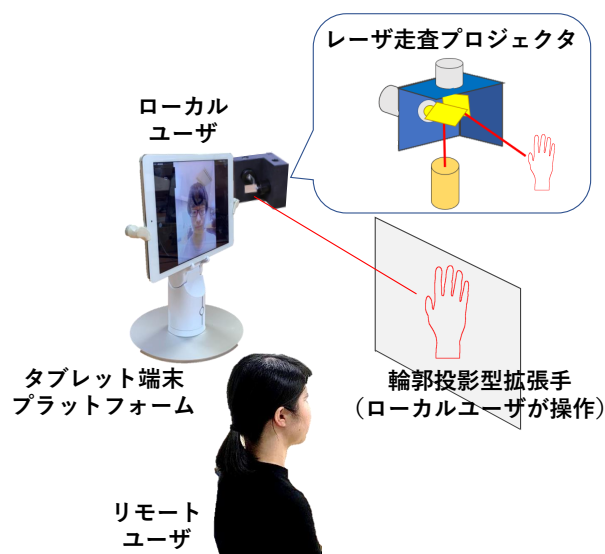 レーザ走査プロジェクタ
ローカル
ユーザ
タブレット端末
プラットフォーム
輪郭投影型拡張手
（ローカルユーザが操作）
リモート
ユーザ